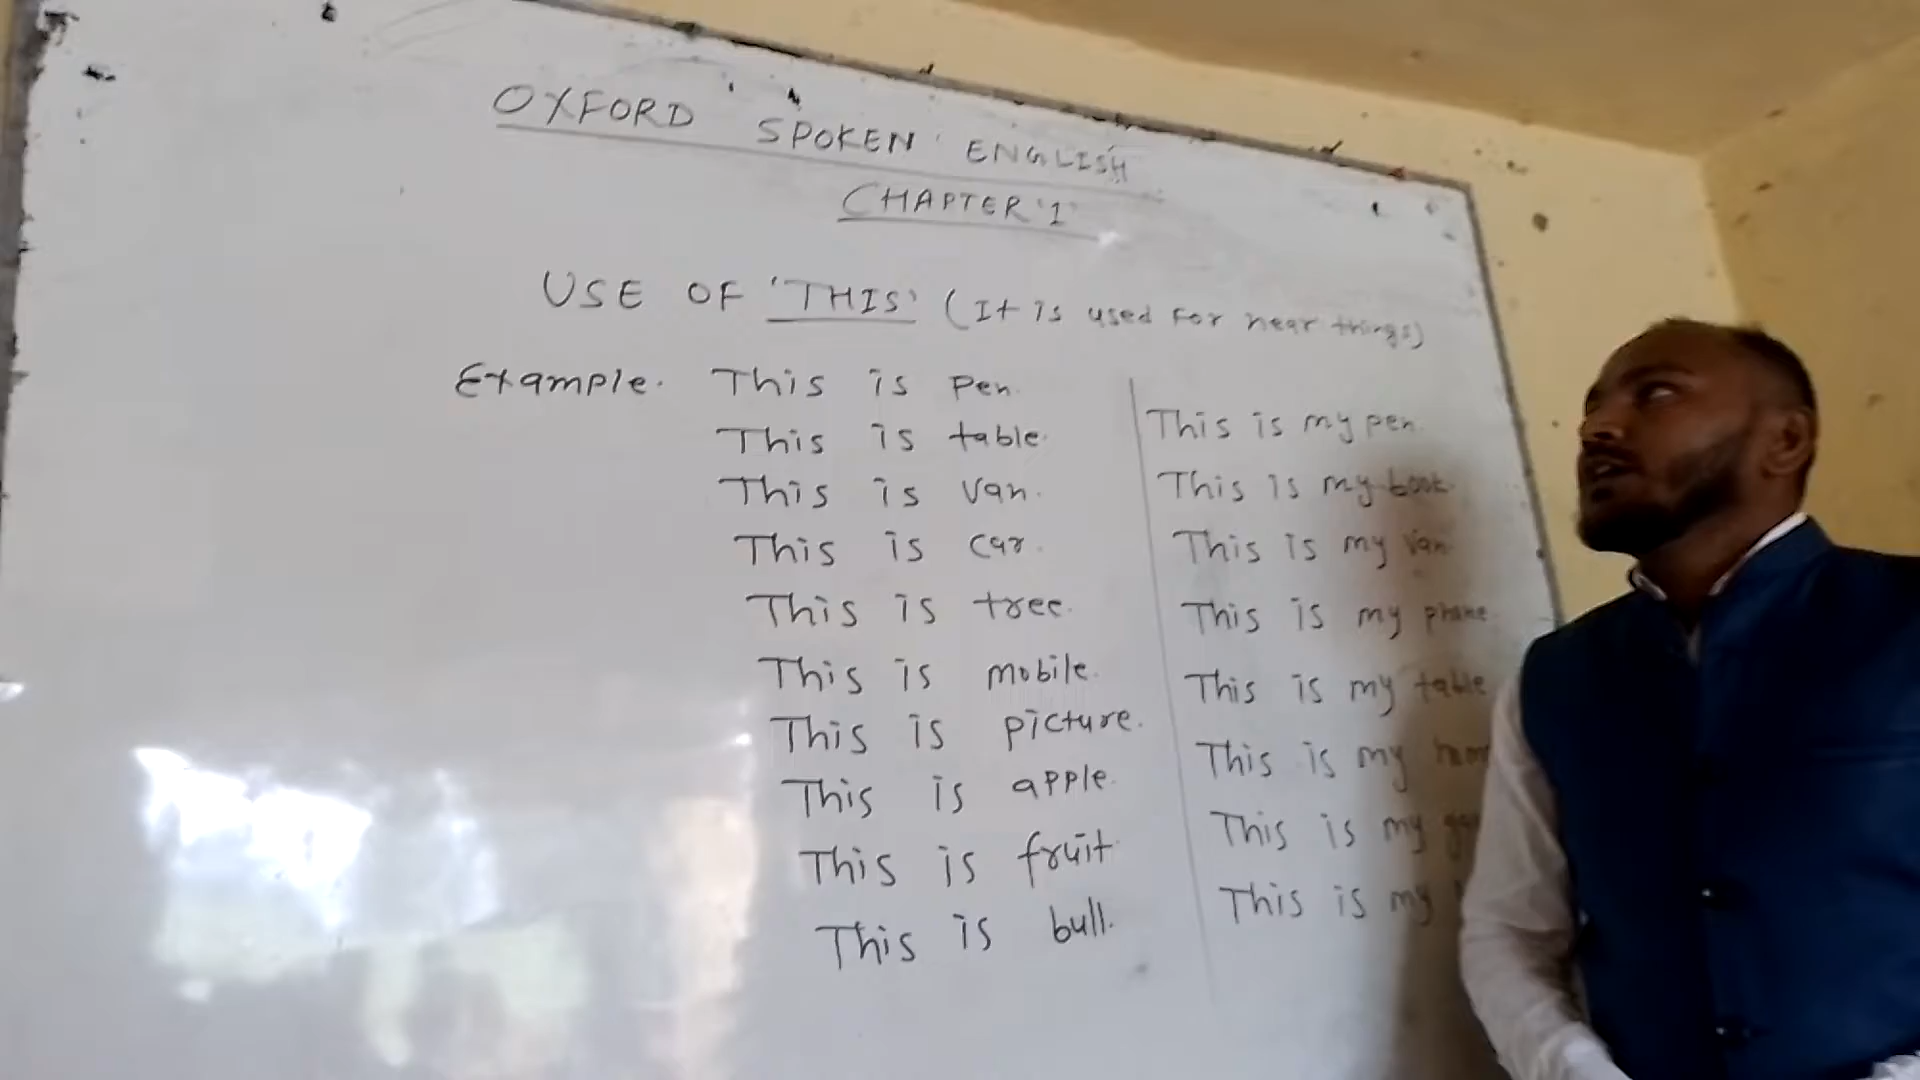 OXFORD SPOKEN ENGLISH
CHAPTER '1'
USE OF 'THIS' (It is used for near things)
Example. This is pen.
This is table.
This is van.
This is car.
This is tree.
This is mobile.
This is picture.
This is apple.
This is fruit.
This is bull.
This is my pen.
This is my book.
This is my van.
This is my phone.
This is my table
This is my
This is my
This is my